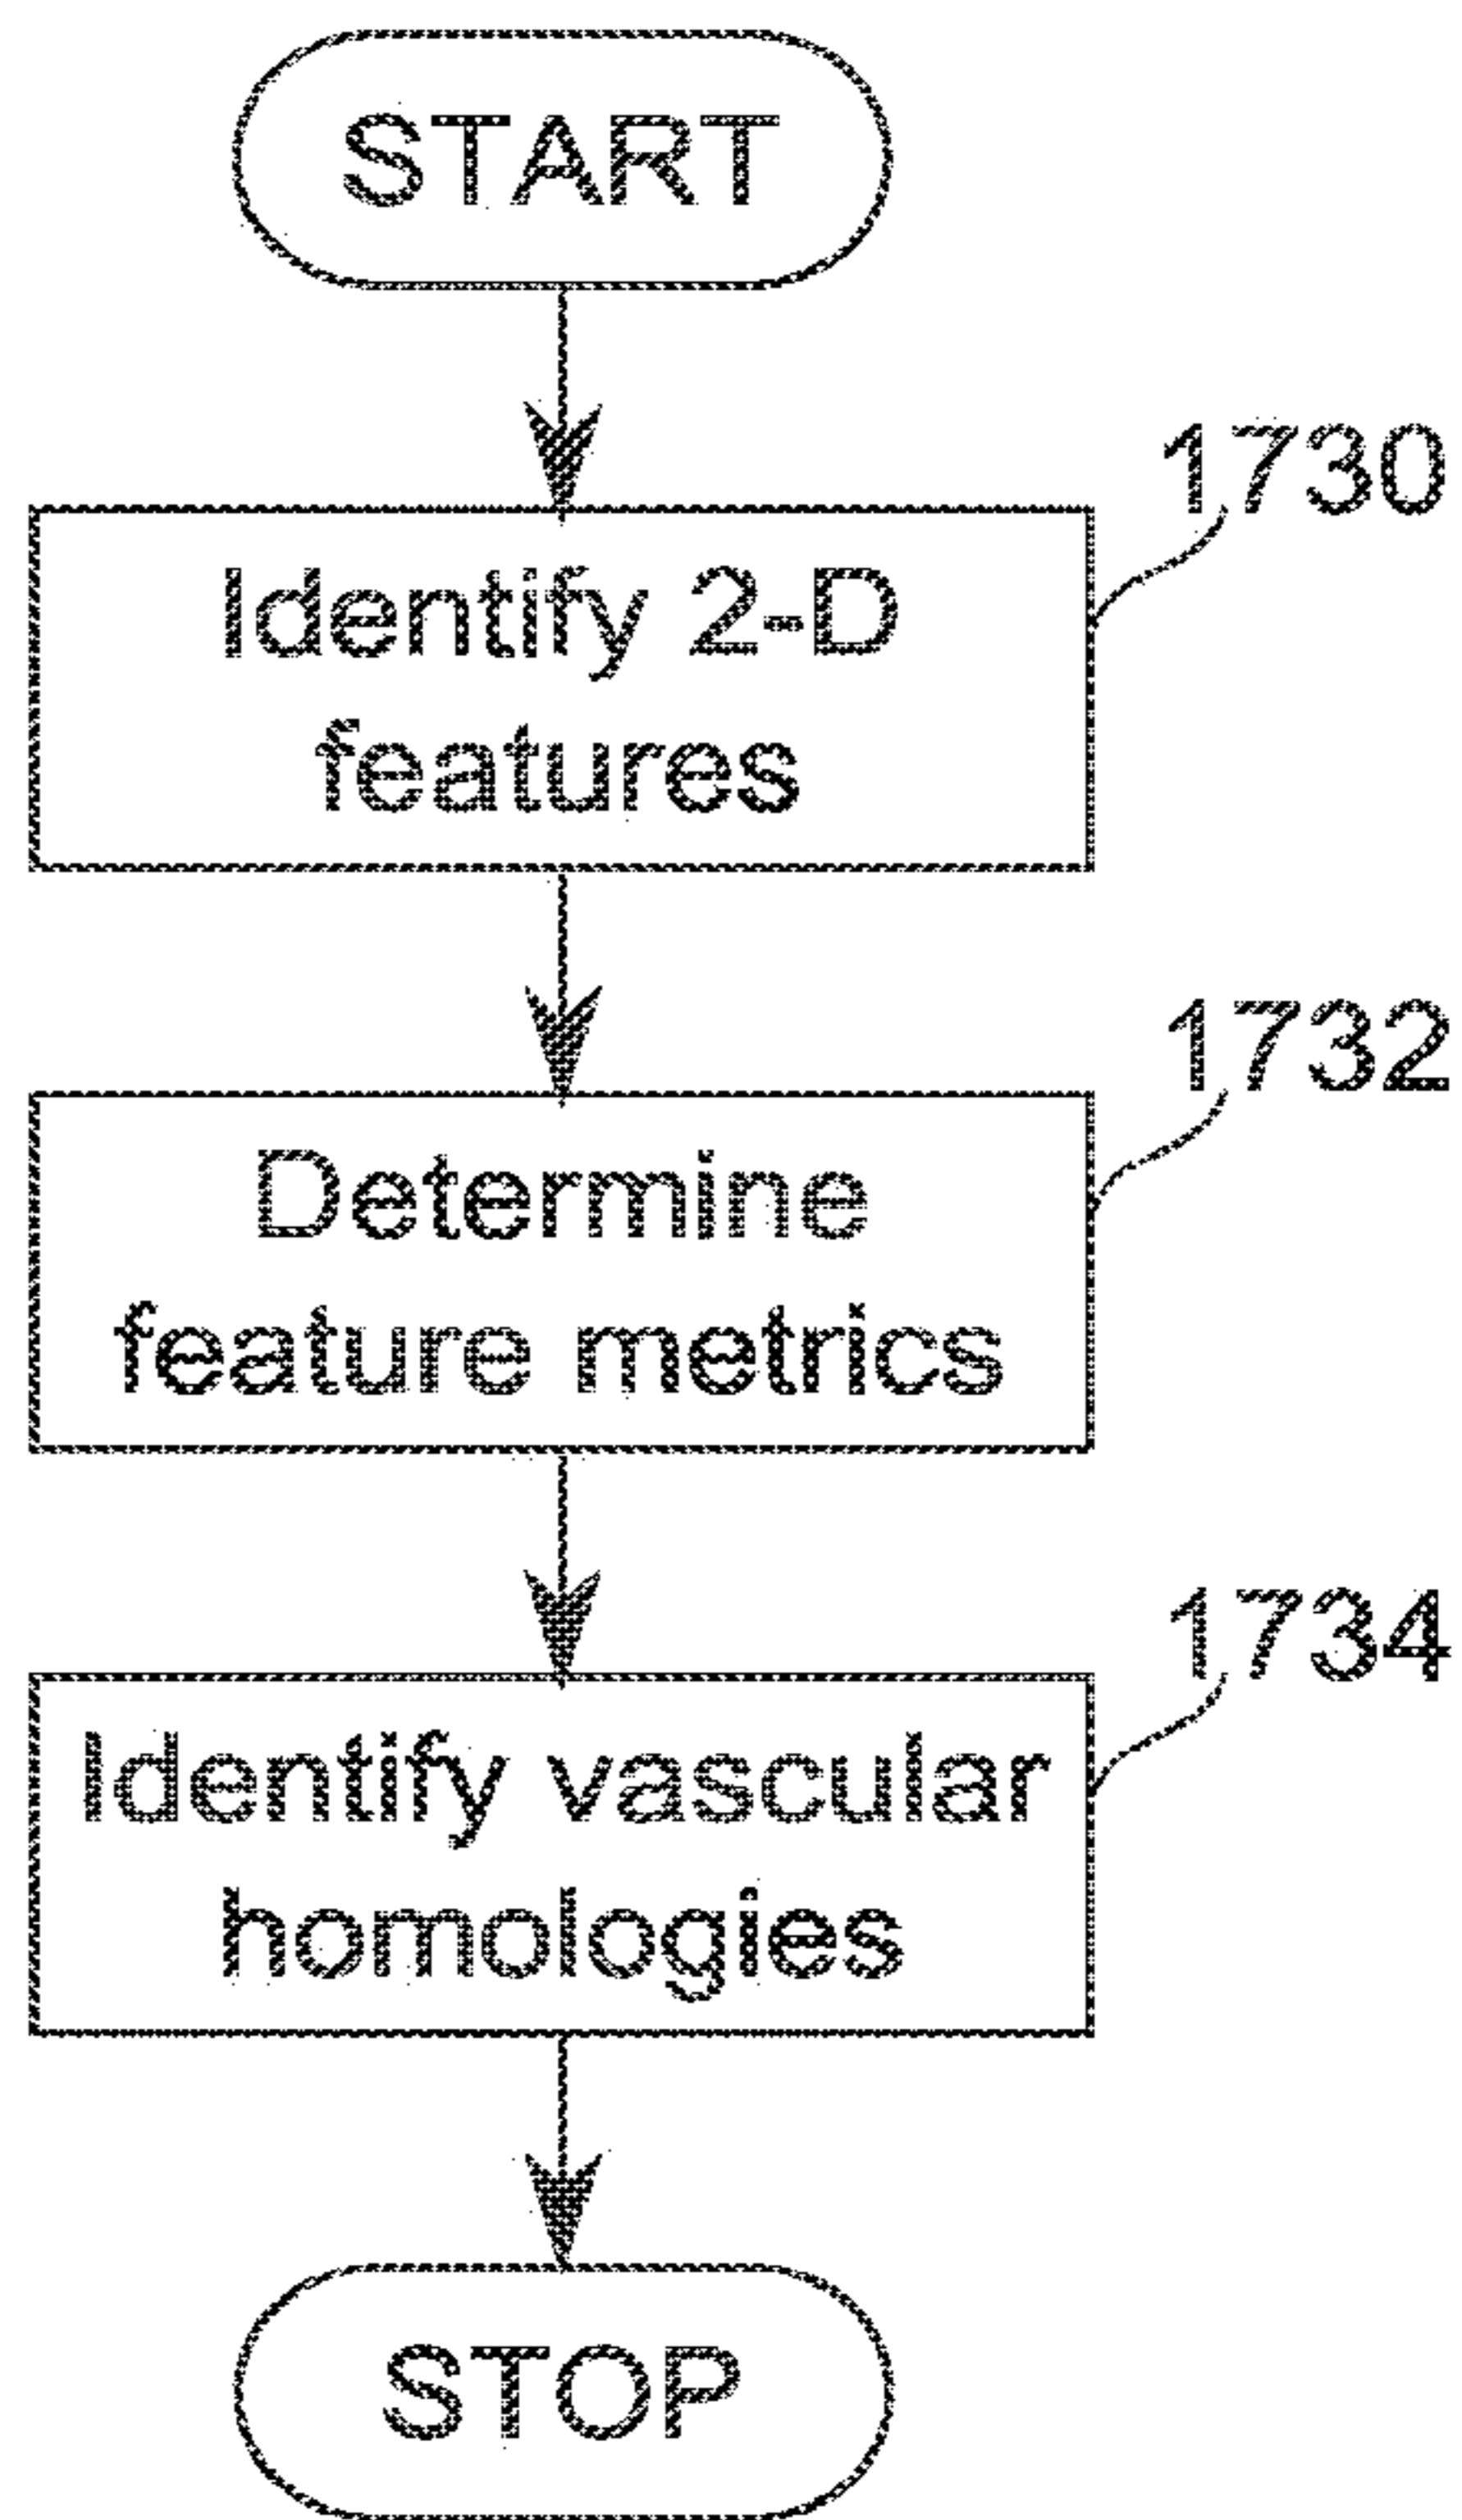 START
1730
Identify 2-D
features
1732
Determine
feature metrics
1734
Identify vascular
homologies
STOP